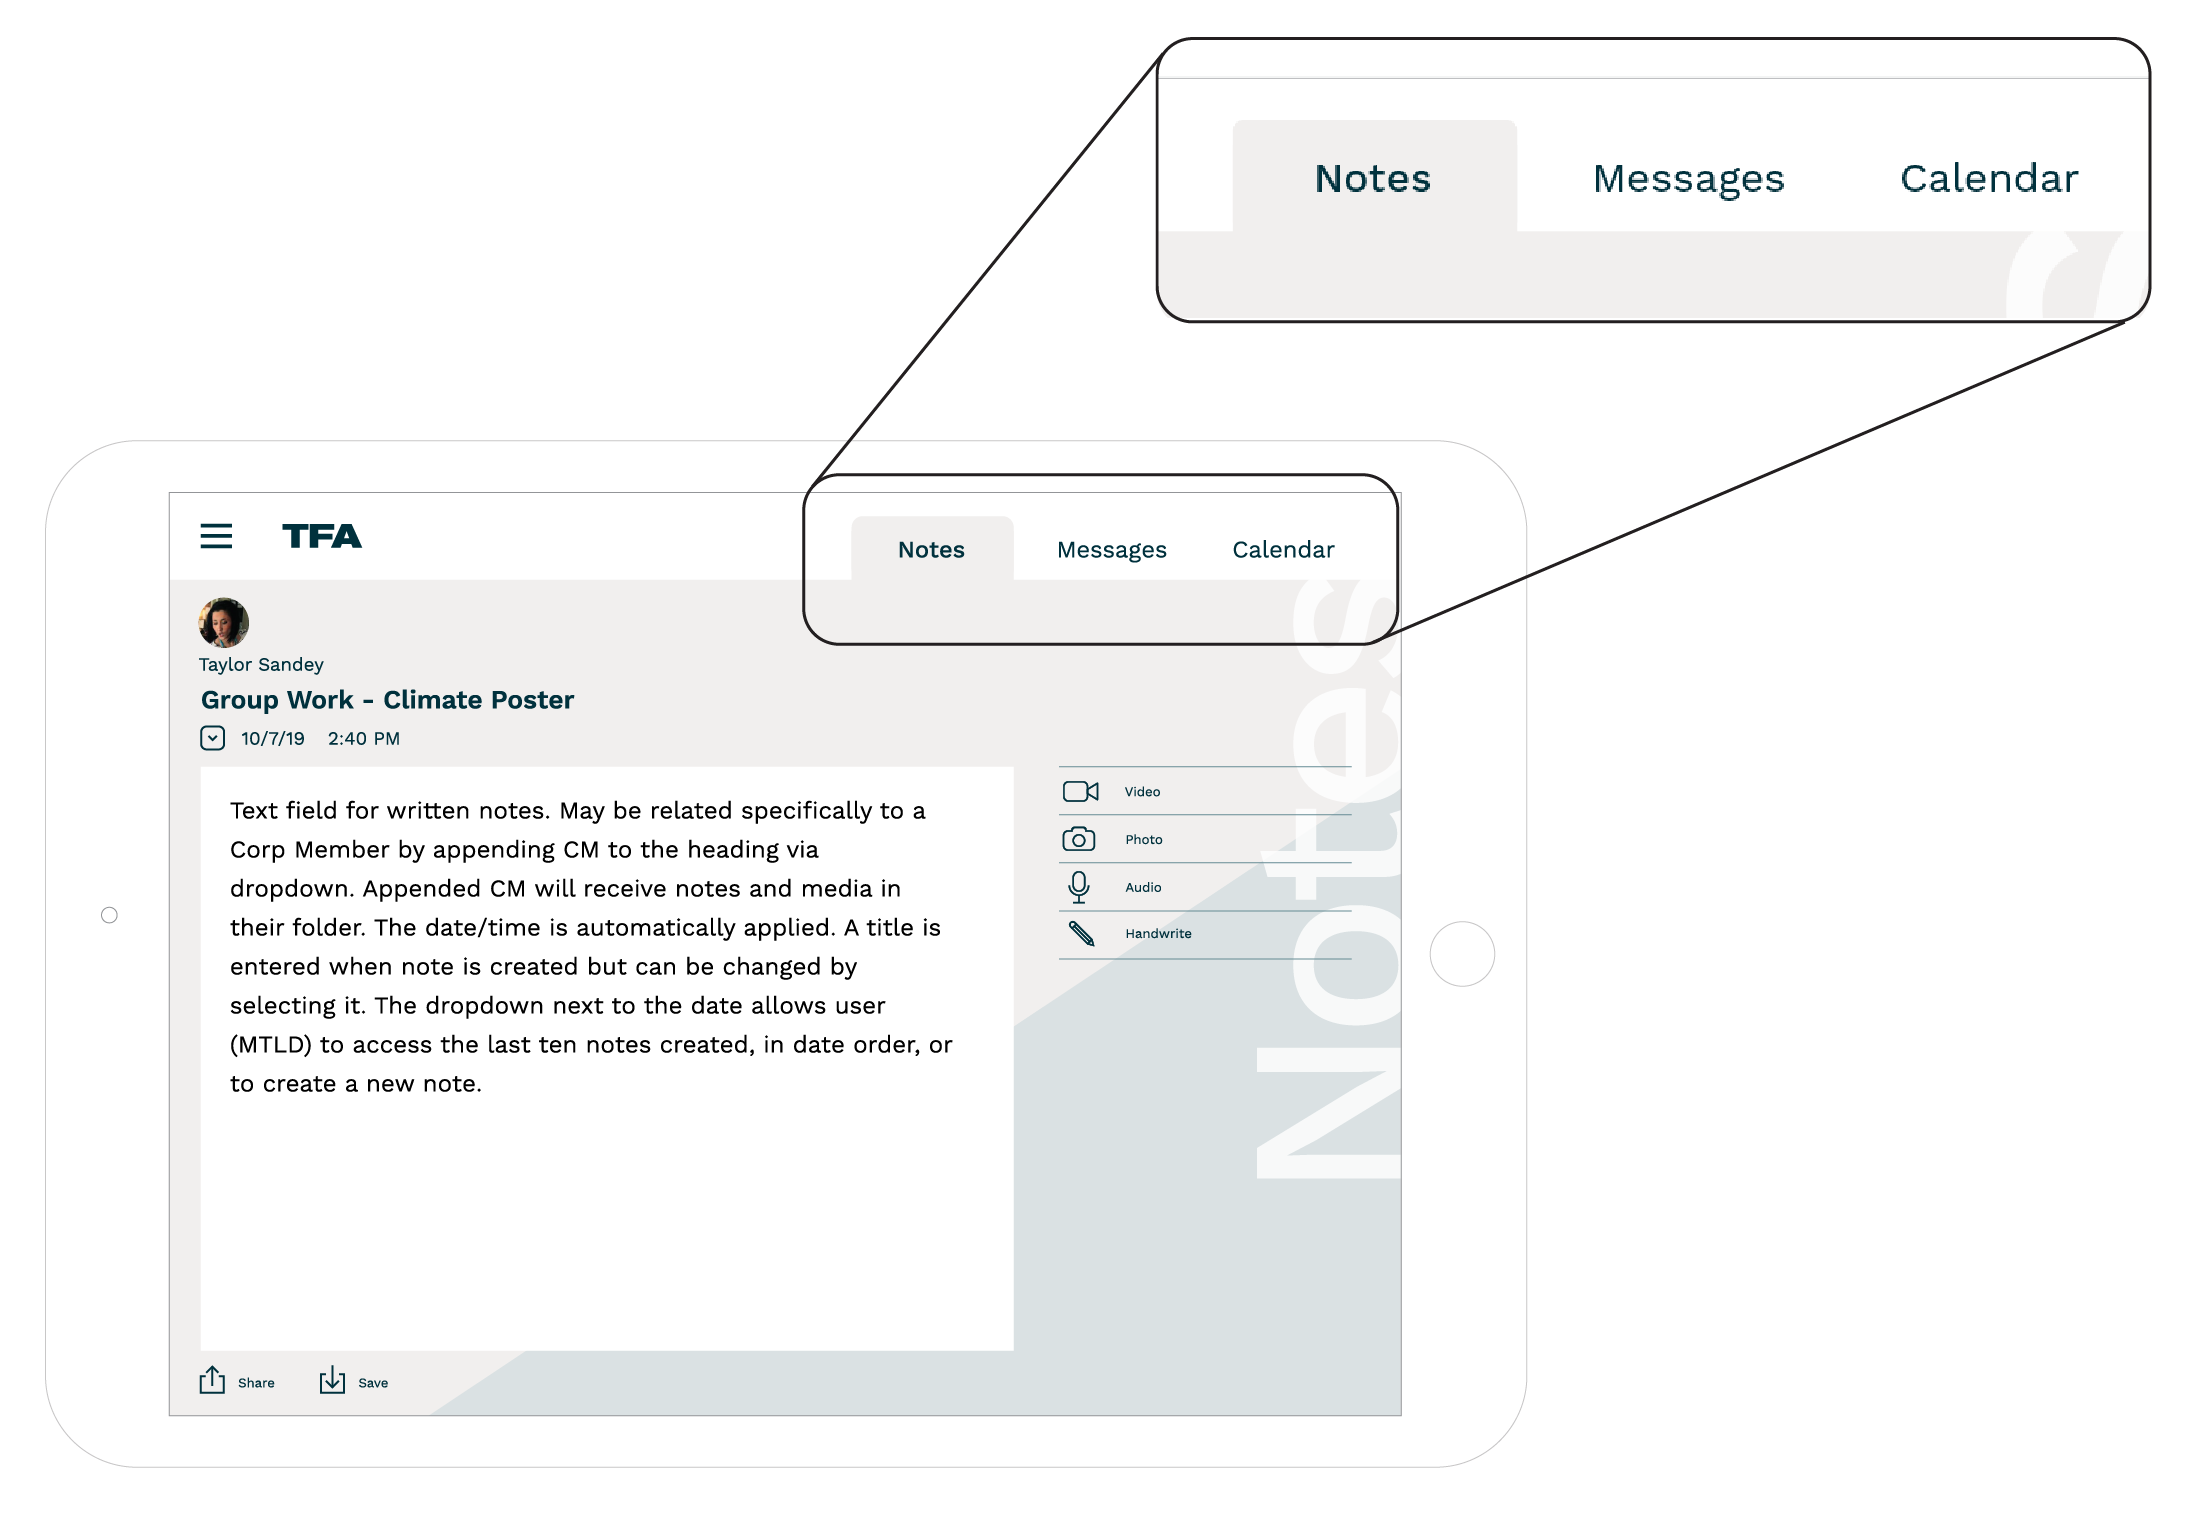 Notes Messages Calendar
TFA
Notes Messages Calendar
Taylor Sandey
Group Work - Climate Poster
10/7/19 2:40 PM
Text field for written notes. May be related specifically to a
Corp Member by appending CM to the heading via
dropdown. Appended CM will receive notes and media in
their folder. The date/time is automatically applied. A title is
entered when note is created but can be changed by
selecting it. The dropdown next to the date allows user
(MTLD) to access the last ten notes created, in date order, or
to create a new note.
Video
Photo
Audio
Handwrite
Notes
Share Save